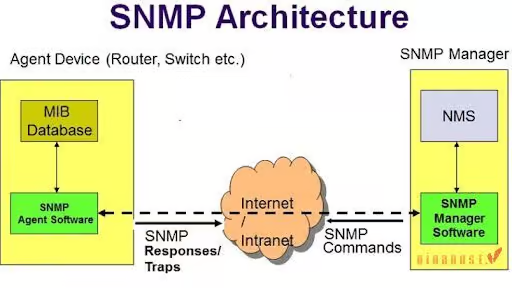 SNMP Architecture
Agent Device (Router, Switch etc.)
SNMP Manager
MIB
Database
NMS
SNMP
Agent Software
Internet
/
Intranet
SNMP
Manager
Software
SNMP
Responses/
Traps
SNMP
Commands